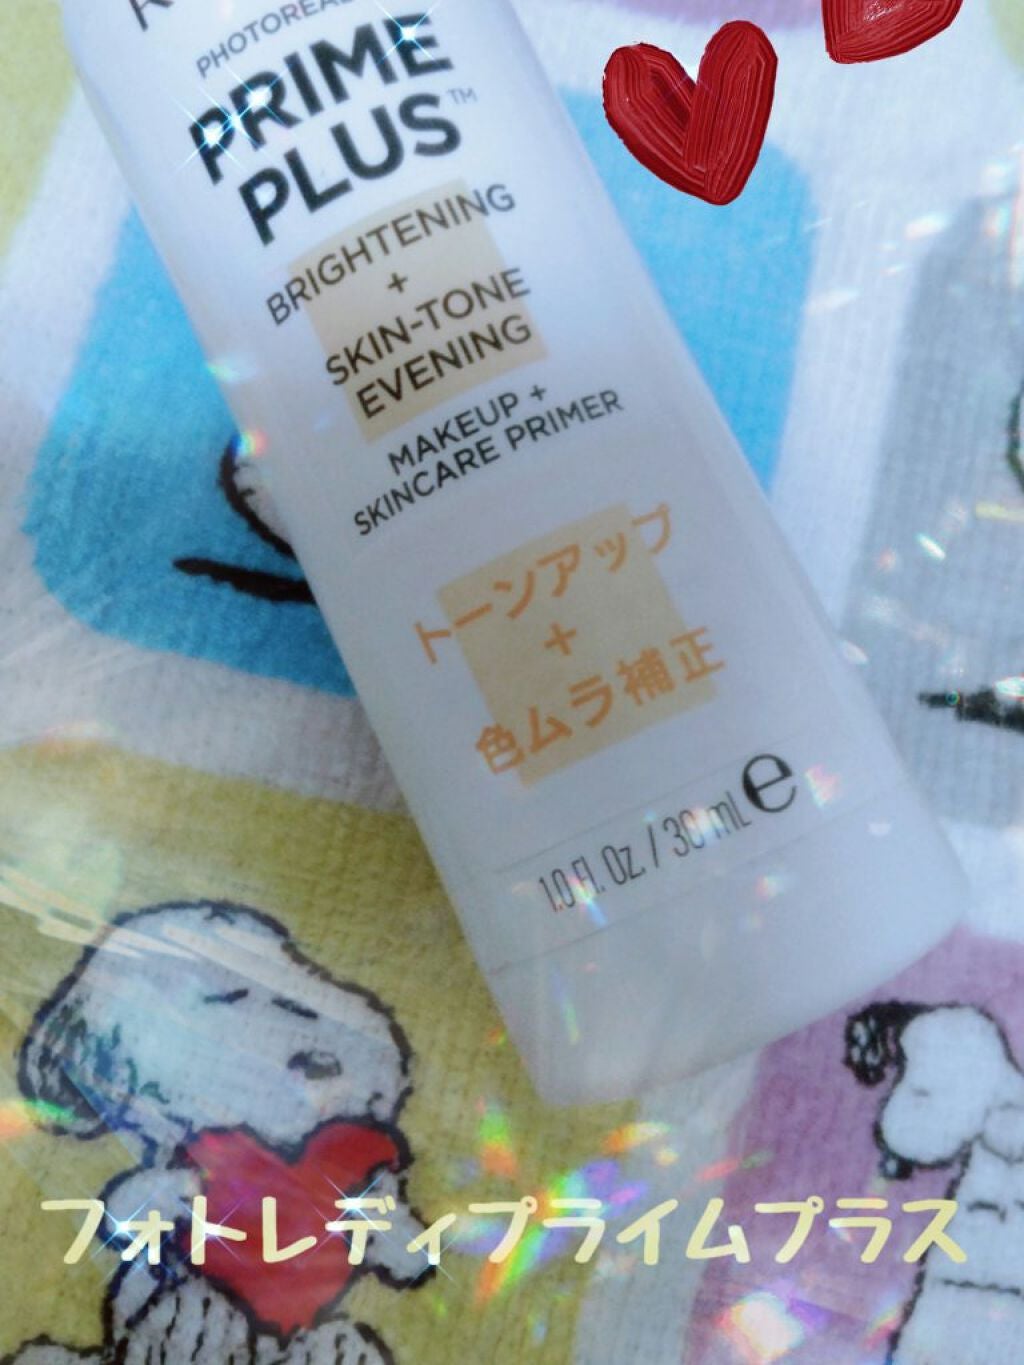 PRIME
PLUS™
BRIGHTENING
+
SKIN-TONE
EVENING
MAKEUP +
SKINCARE PRIMER
トーンアップ
+
色ムラ補正
1.0 fl. Oz. / 30 mL e
フォトレディプライムプラス